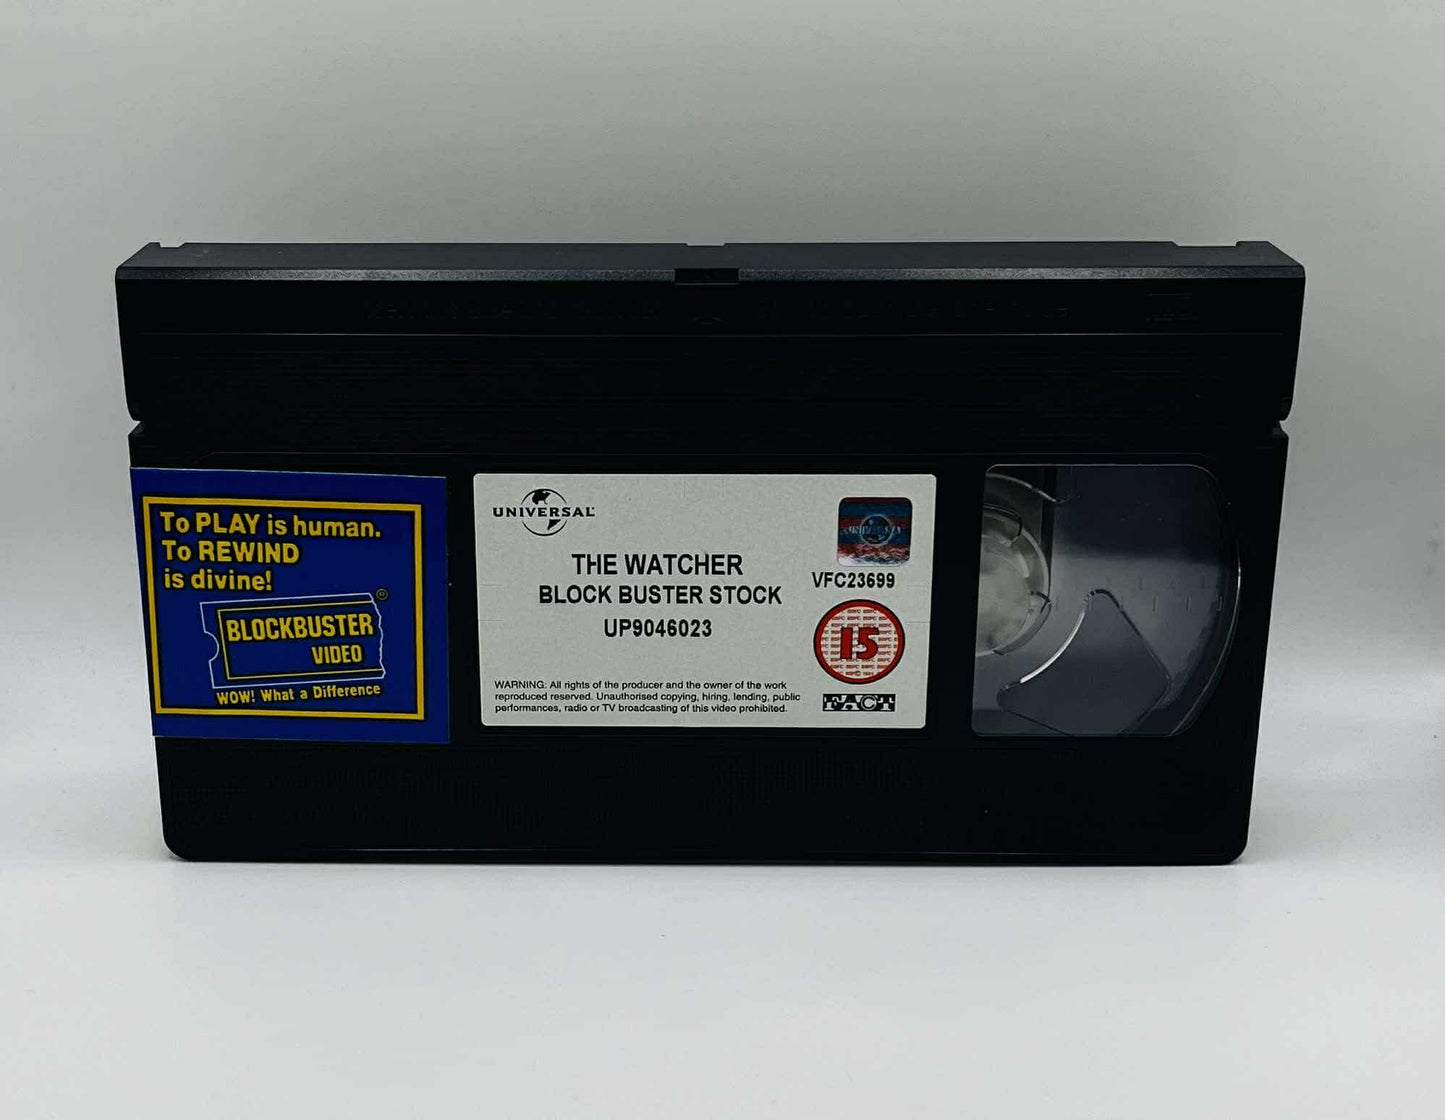 To PLAY is human.
To REWIND
is divine!
BLOCKBUSTER®
VIDEO
WOW! What a Difference
UNIVERSAL
THE WATCHER
BLOCK BUSTER STOCK
UP9046023
WARNING: All rights of the producer and the owner of the work
reproduced reserved. Unauthorised copying, hiring, lending, public
performances, radio or TV broadcasting of this video prohibited.
UNIVERSAL
VFC23699
15
FACT